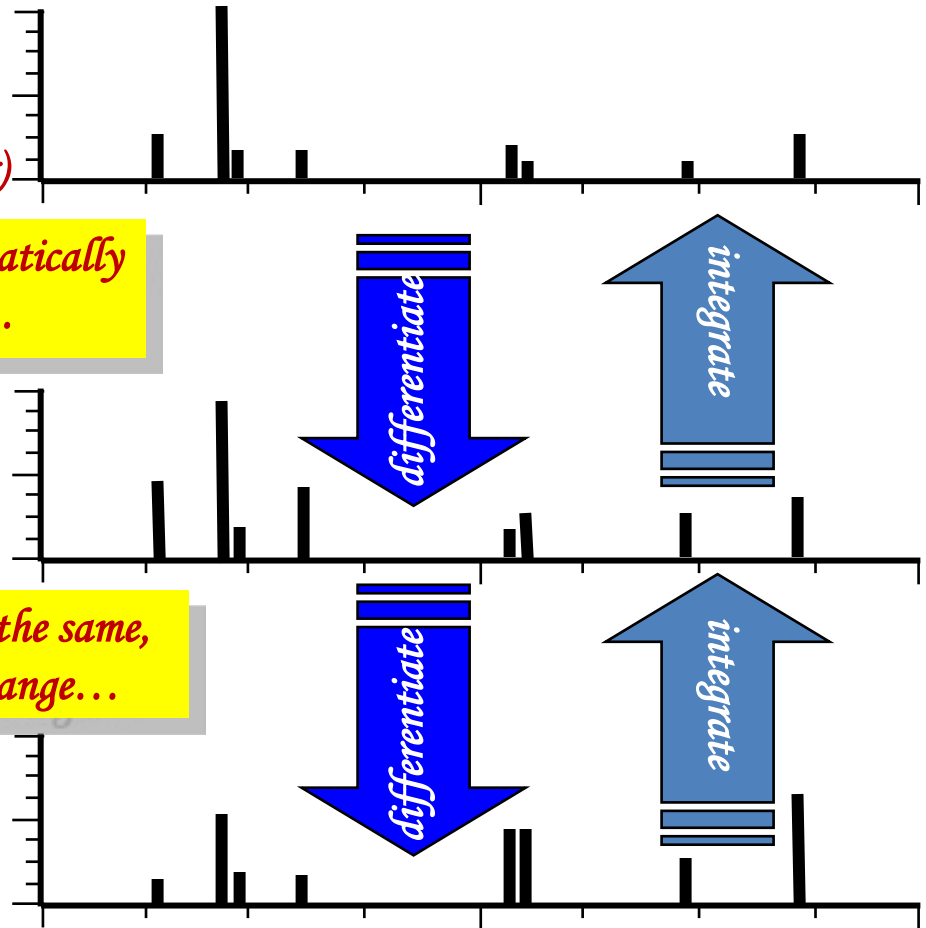 )
atically
differentiate
integrate
.
the same,
ange…
differentiate
integrate